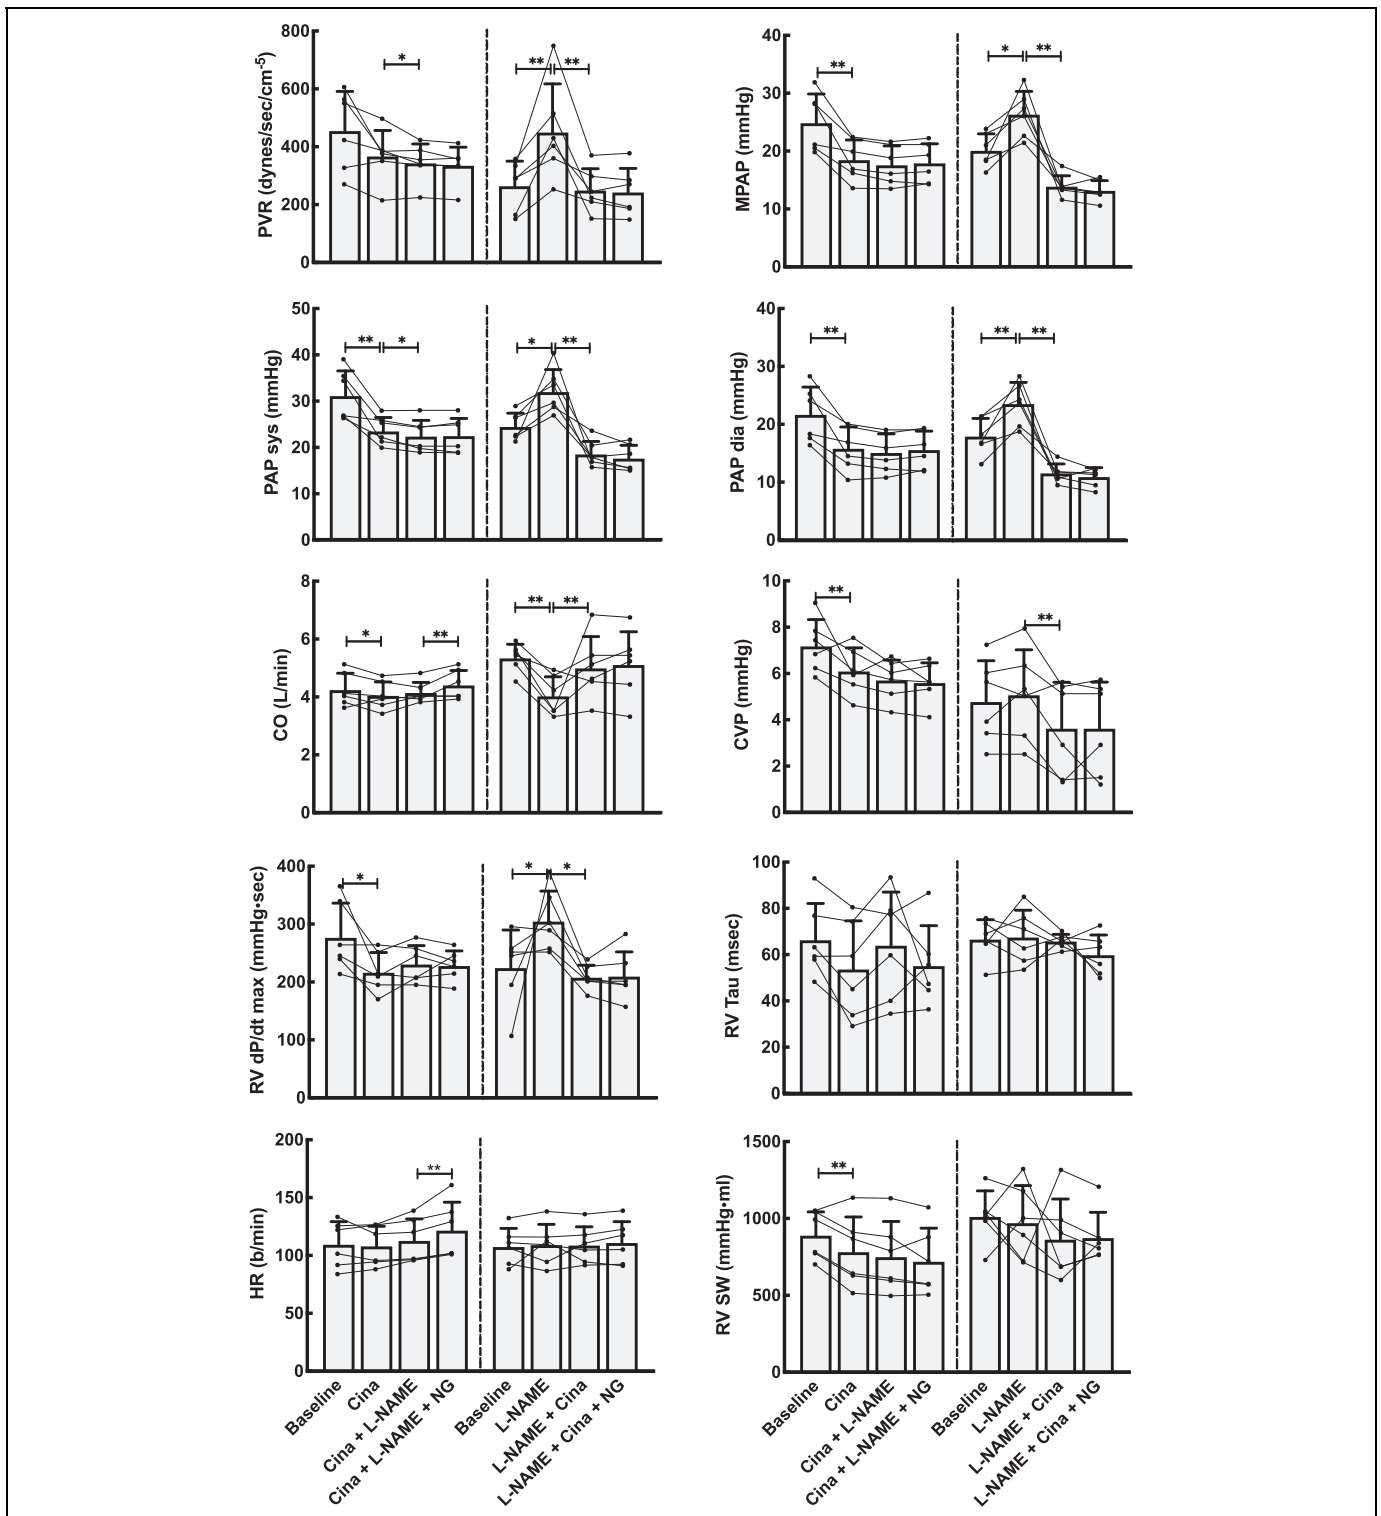 PVR (dynes/sec/cm-5)
800
600
400
200
0
*
** **
MPAP (mmHg)
40
30
20
10
0
**
* **
PAP sys (mmHg)
50
40
30
20
10
0
** *
* **
PAP dia (mmHg)
40
30
20
10
0
**
** **
CO (L/min)
8
6
4
2
0
* **
** **
CVP (mmHg)
10
8
6
4
2
0
**
**
RV dP/dt max (mmHg•sec)
400
300
200
100
0
*
* *
RV Tau (msec)
100
80
60
40
20
0
HR (b/min)
200
150
100
50
0
**
Baseline
Cina
Cina + L-NAME
Cina + L-NAME + NG
Baseline
L-NAME
L-NAME + Cina
L-NAME + Cina + NG
RV SW (mmHg•ml)
1500
1000
500
0
**
Baseline
Cina
Cina + L-NAME
Cina + L-NAME + NG
Baseline
L-NAME
L-NAME + Cina
L-NAME + Cina + NG